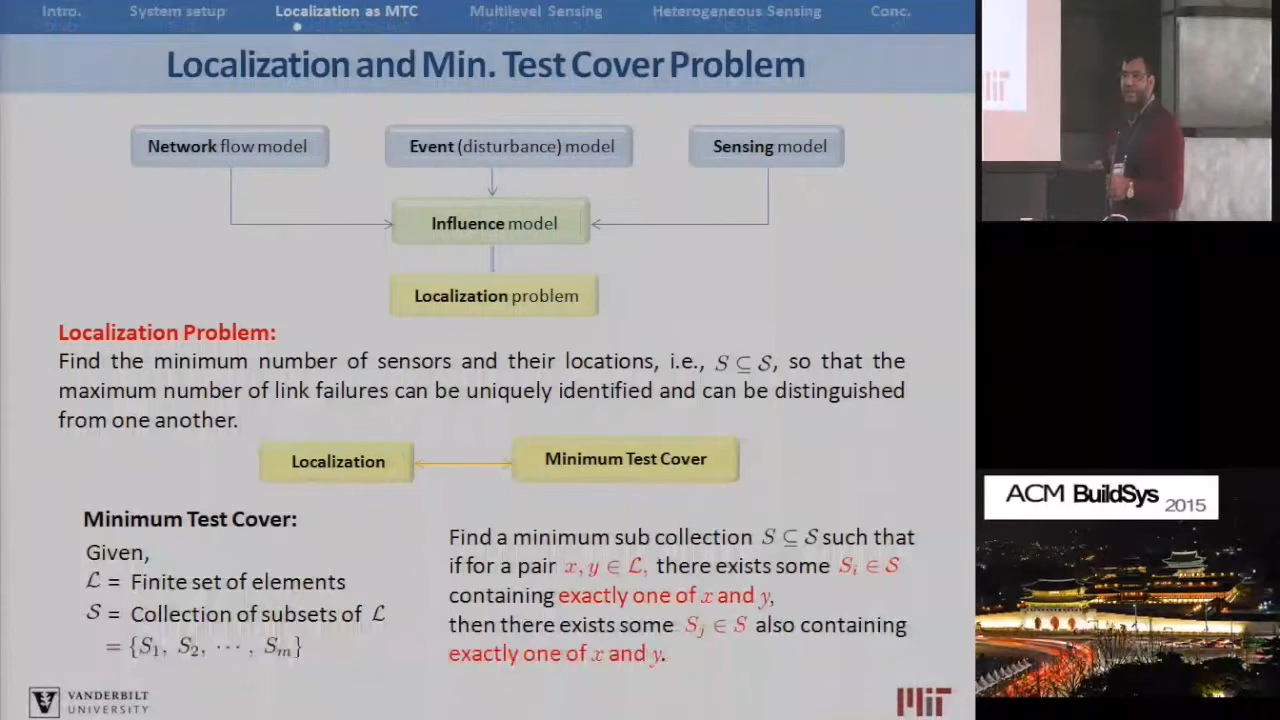 Intro. System setup Localization as MTC Multilevel Sensing Heterogeneous Sensing Conc.
Localization and Min. Test Cover Problem
Network flow model
Event (disturbance) model
Sensing model
Influence model
Localization problem
Localization Problem:
Find the minimum number of sensors and their locations, i.e., S ⊆ 𝒮, so that the
maximum number of link failures can be uniquely identified and can be distinguished
from one another.
Localization
Minimum Test Cover
Minimum Test Cover:
Given,
ℒ = Finite set of elements
𝒮 = Collection of subsets of ℒ
= {S₁, S₂, ⋯ , Sₘ}
Find a minimum sub collection S ⊆ 𝒮 such that
if for a pair x, y ∈ ℒ, there exists some Sᵢ ∈ 𝒮
containing exactly one of x and y,
then there exists some Sⱼ ∈ S also containing
exactly one of x and y.
V VANDERBILT
UNIVERSITY
MIT
MIT
ACM BuildSys 2015